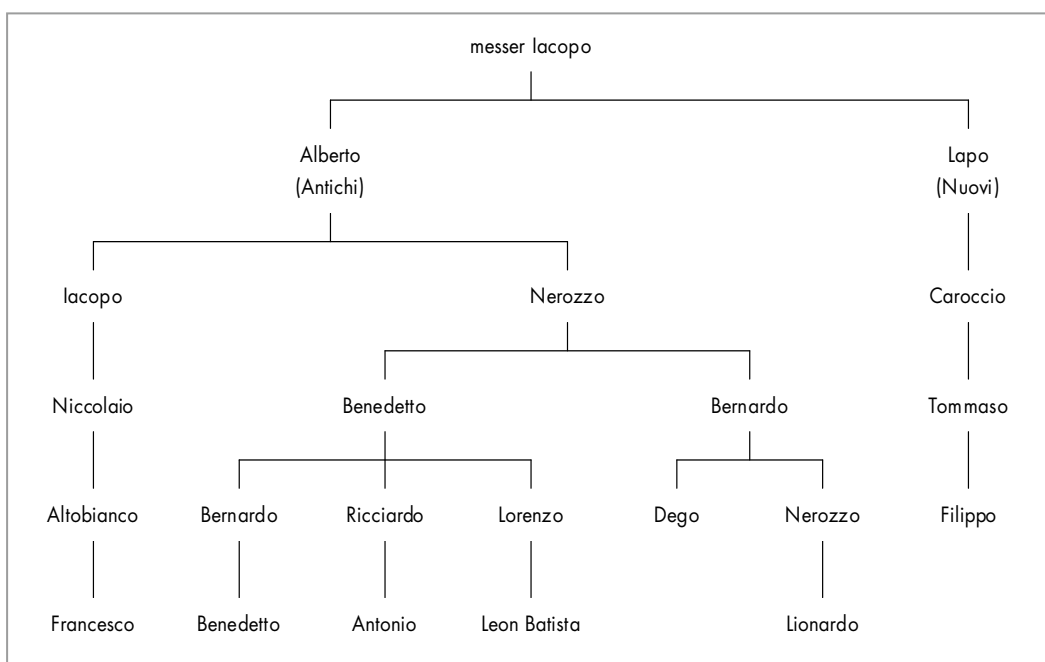 messer Iacopo
Alberto Lapo
(Antichi) (Nuovi)
Iacopo Nerozzo Caroccio
Niccolaio Benedetto Bernardo Tommaso
Altobianco Bernardo Ricciardo Lorenzo Dego Nerozzo Filippo
Francesco Benedetto Antonio Leon Batista Lionardo